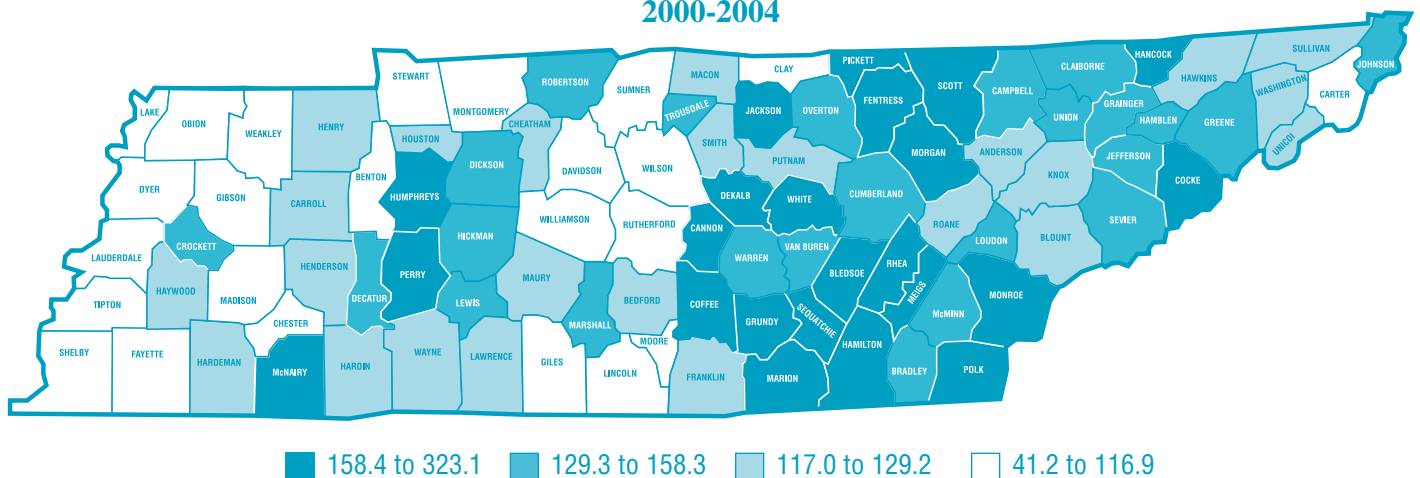 2000-2004
STEWART
MONTGOMERY
ROBERTSON
SUMNER
MACON
CLAY
PICKETT
SCOTT
CAMPBELL
CLAIBORNE
HANCOCK
HAWKINS
SULLIVAN
JOHNSON
LAKE
OBION
WEAKLEY
HENRY
HOUSTON
CHEATHAM
TROUSDALE
JACKSON
OVERTON
FENTRESS
UNION
GRAINGER
HAMBLEN
GREENE
WASHINGTON
CARTER
UNICOI
DYER
GIBSON
CARROLL
BENTON
HUMPHREYS
DICKSON
DAVIDSON
WILSON
SMITH
PUTNAM
MORGAN
ANDERSON
KNOX
JEFFERSON
COCKE
CROCKETT
WILLIAMSON
RUTHERFORD
DEKALB
WHITE
CUMBERLAND
ROANE
LOUDON
BLOUNT
SEVIER
LAUDERDALE
HAYWOOD
HENDERSON
DECATUR
PERRY
HICKMAN
MAURY
CANNON
WARREN
VAN BUREN
BLEDSOE
RHEA
MEIGS
MONROE
TIPTON
MADISON
CHESTER
LEWIS
MARSHALL
BEDFORD
COFFEE
GRUNDY
SEQUATCHIE
McMINN
SHELBY
FAYETTE
HARDEMAN
McNAIRY
HARDIN
WAYNE
LAWRENCE
GILES
LINCOLN
MOORE
FRANKLIN
MARION
HAMILTON
BRADLEY
POLK
158.4 to 323.1 129.3 to 158.3 117.0 to 129.2 41.2 to 116.9